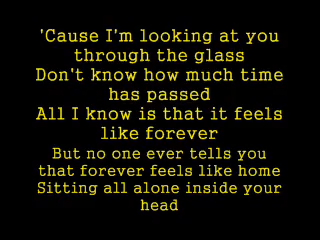 'Cause I'm looking at you
through the glass
Don't know how much time
has passed
All I know is that it feels
like forever
But no one ever tells you
that forever feels like home
Sitting all alone inside your
head